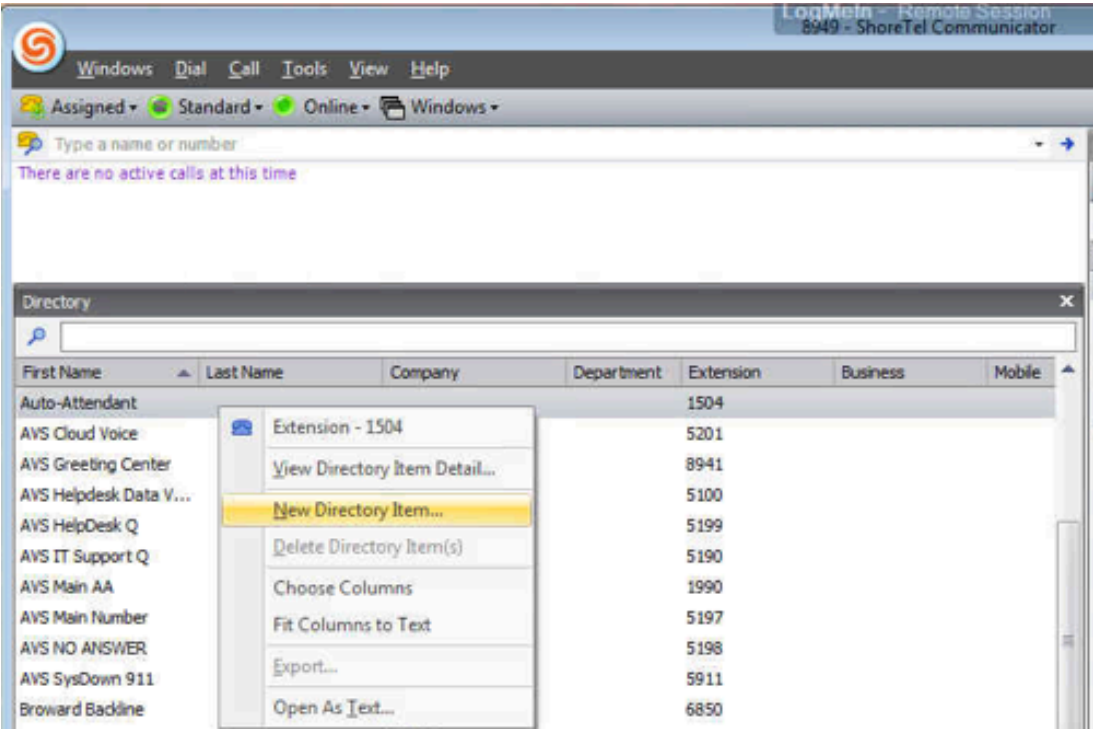 LogMeIn - Remote Session
8949 - ShoreTel Communicator
Windows Dial Call Tools View Help
Assigned Standard Online Windows
Type a name or number
There are no active calls at this time
Directory
First Name Last Name Company Department Extension Business Mobile
Auto-Attendant 1504
Extension - 1504
AVS Cloud Voice 5201
AVS Greeting Center 8941
View Directory Item Detail...
AVS Helpdesk Data V... 5100
New Directory Item...
AVS HelpDesk Q 5199
Delete Directory Item(s)
AVS IT Support Q 5190
AVS Main AA 1990
Choose Columns
AVS Main Number 5197
Fit Columns to Text
AVS NO ANSWER 5198
Export...
AVS SysDown 911 5911
Broward Backline 6850
Open As Text...